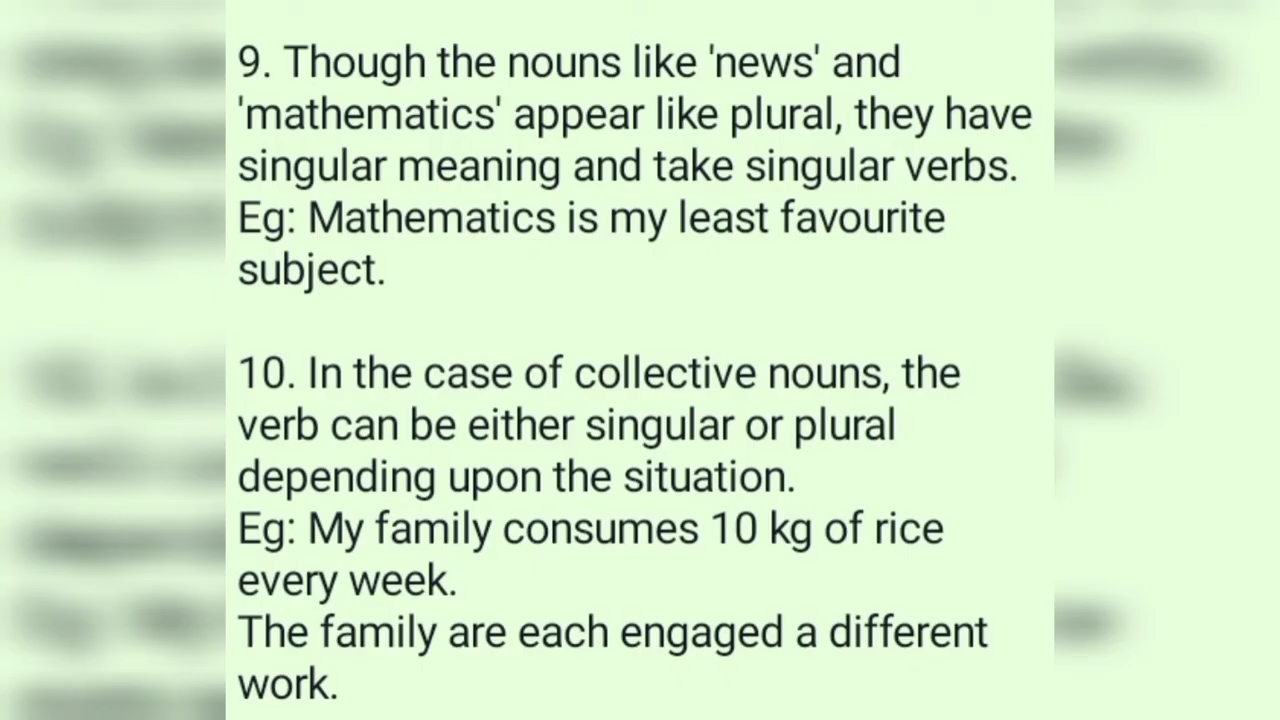 9. Though the nouns like 'news' and
'mathematics' appear like plural, they have
singular meaning and take singular verbs.
Eg: Mathematics is my least favourite
subject.
10. In the case of collective nouns, the
verb can be either singular or plural
depending upon the situation.
Eg: My family consumes 10 kg of rice
every week.
The family are each engaged a different
work.